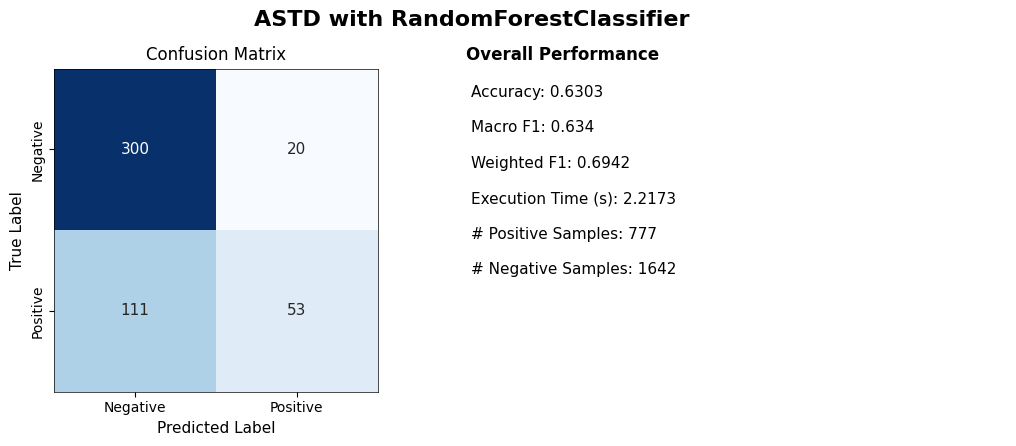 ASTD with RandomForestClassifier
Confusion Matrix
True Label
Negative
Positive
300
20
111
53
Negative
Positive
Predicted Label
Overall Performance
Accuracy: 0.6303
Macro F1: 0.634
Weighted F1: 0.6942
Execution Time (s): 2.2173
# Positive Samples: 777
# Negative Samples: 1642